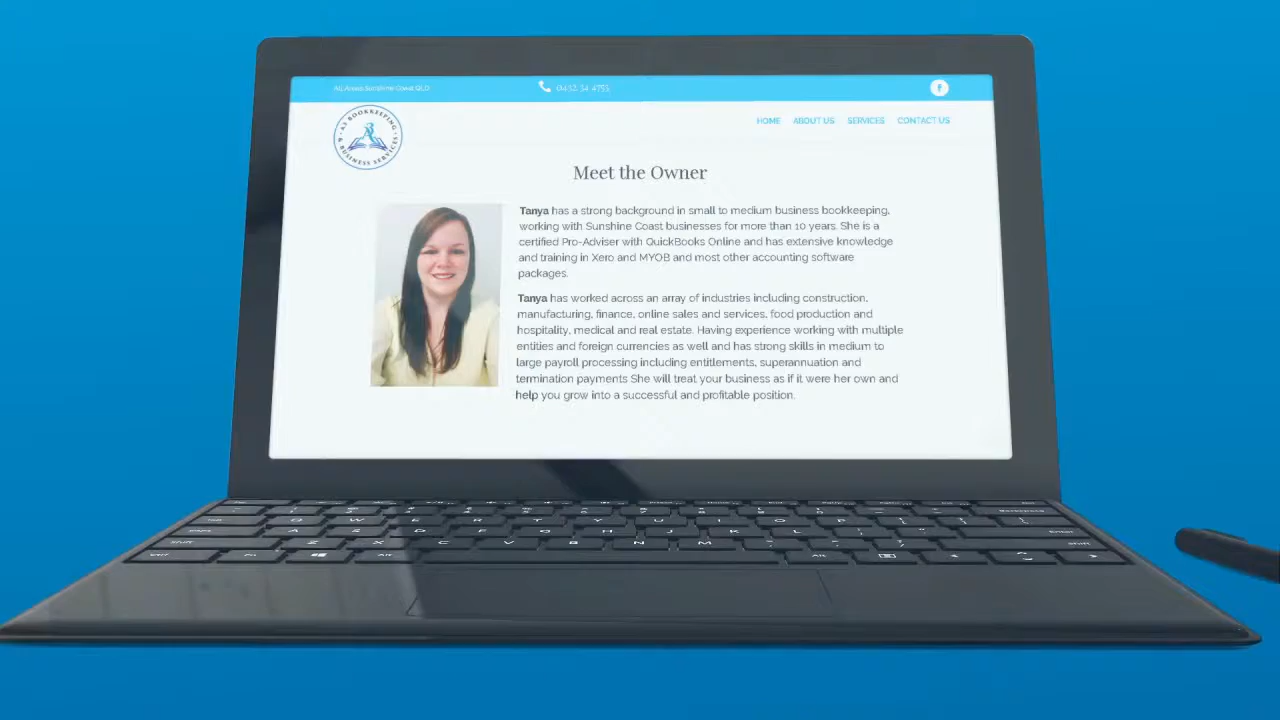 All Areas Sunshine Coast QLD
HOME ABOUT US SERVICES CONTACT US
A3 BOOKKEEPING & BUSINESS SERVICES
Meet the Owner
Tanya has a strong background in small to medium business bookkeeping,
working with Sunshine Coast businesses for more than 10 years. She is a
certified Pro-Adviser with QuickBooks Online and has extensive knowledge
and training in Xero and MYOB and most other accounting software
packages.
Tanya has worked across an array of industries including construction,
manufacturing, finance, online sales and services, food production and
hospitality, medical and real estate. Having experience working with multiple
entities and foreign currencies as well and has strong skills in medium to
large payroll processing including entitlements, superannuation and
termination payments She will treat your business as if it were her own and
help you grow into a successful and profitable position.
Q W E R T Y U I O P
A S D F G H J K L
Z X C V B N M